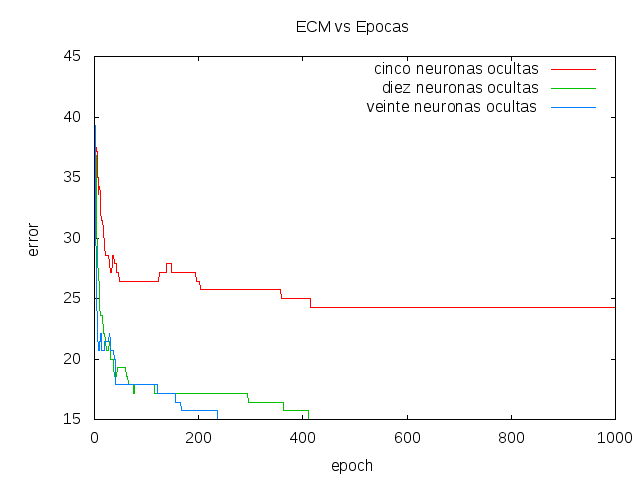 ECM vs Epocas
45
40
35
30
25
20
15
error
cinco neuronas ocultas
diez neuronas ocultas
veinte neuronas ocultas
0 200 400 600 800 1000
epoch